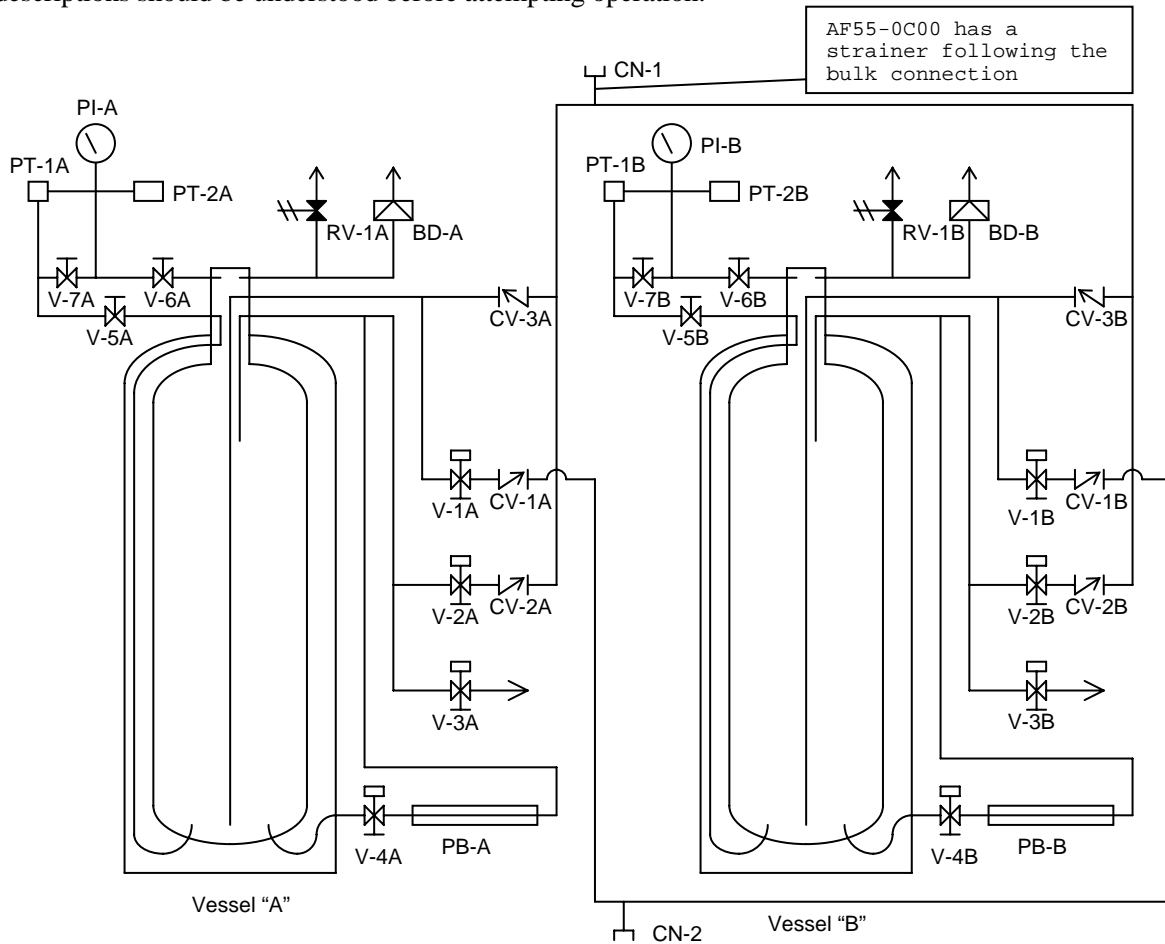 descriptions should be understood before attempting operation.
AF55-0C00 has a
strainer following the
bulk connection
CN-1
PI-A
PI-B
PT-1A
PT-2A
PT-1B
PT-2B
RV-1A
BD-A
RV-1B
BD-B
V-7A
V-6A
V-7B
V-6B
CV-3A
CV-3B
V-5A
V-5B
V-1A
CV-1A
V-1B
CV-1B
V-2A
CV-2A
V-2B
CV-2B
V-3A
V-3B
V-4A
PB-A
V-4B
PB-B
Vessel “A”
Vessel “B”
CN-2